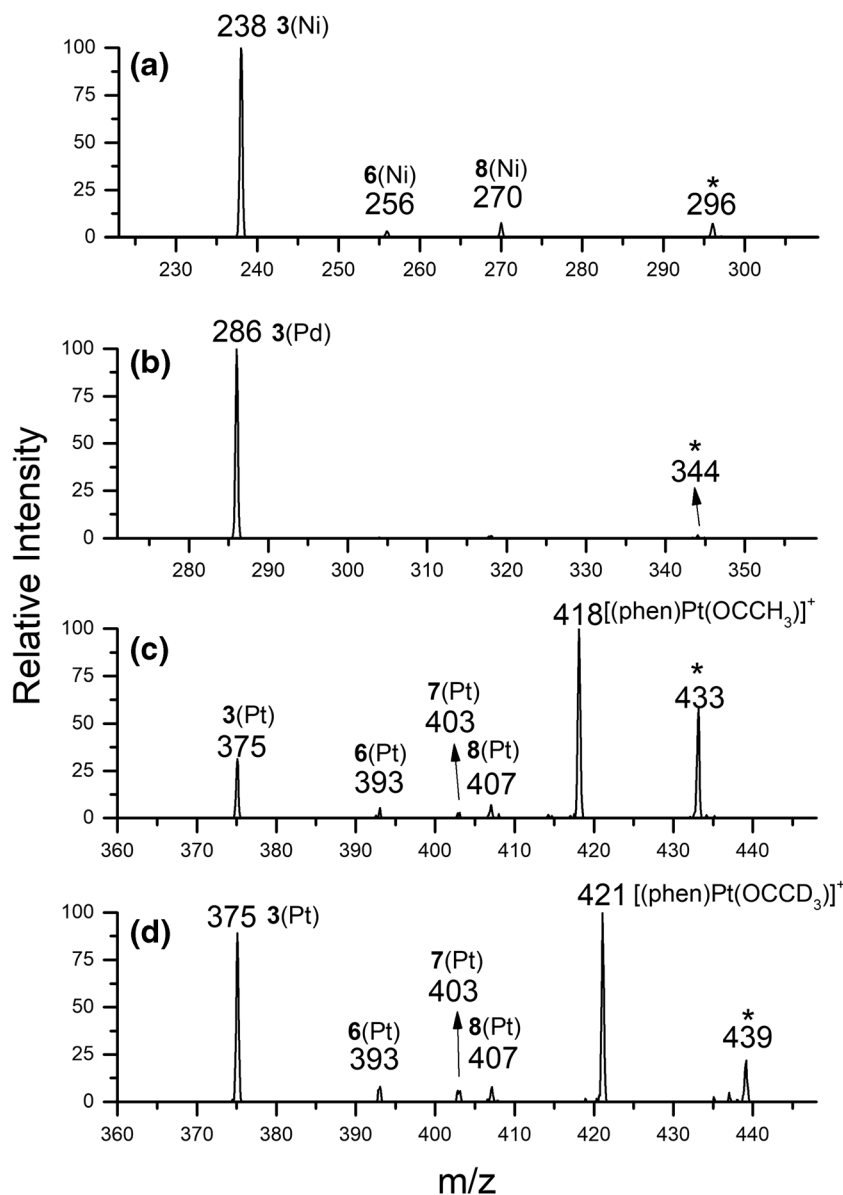 238 3(Ni)
(a)
100
75
50
25
0
6(Ni)
256
8(Ni)
270
*
296
230 240 250 260 270 280 290 300
286 3(Pd)
(b)
100
75
50
25
0
*
344
280 290 300 310 320 330 340 350
Relative Intensity
418 [(phen)Pt(OCCH3)]+
(c)
100
75
50
25
0
3(Pt)
375
6(Pt)
393
7(Pt)
403
8(Pt)
407
*
433
360 370 380 390 400 410 420 430 440
421 [(phen)Pt(OCCD3)]+
(d)
100
75
50
25
0
375 3(Pt)
6(Pt)
393
7(Pt)
403
8(Pt)
407
*
439
360 370 380 390 400 410 420 430 440
m/z